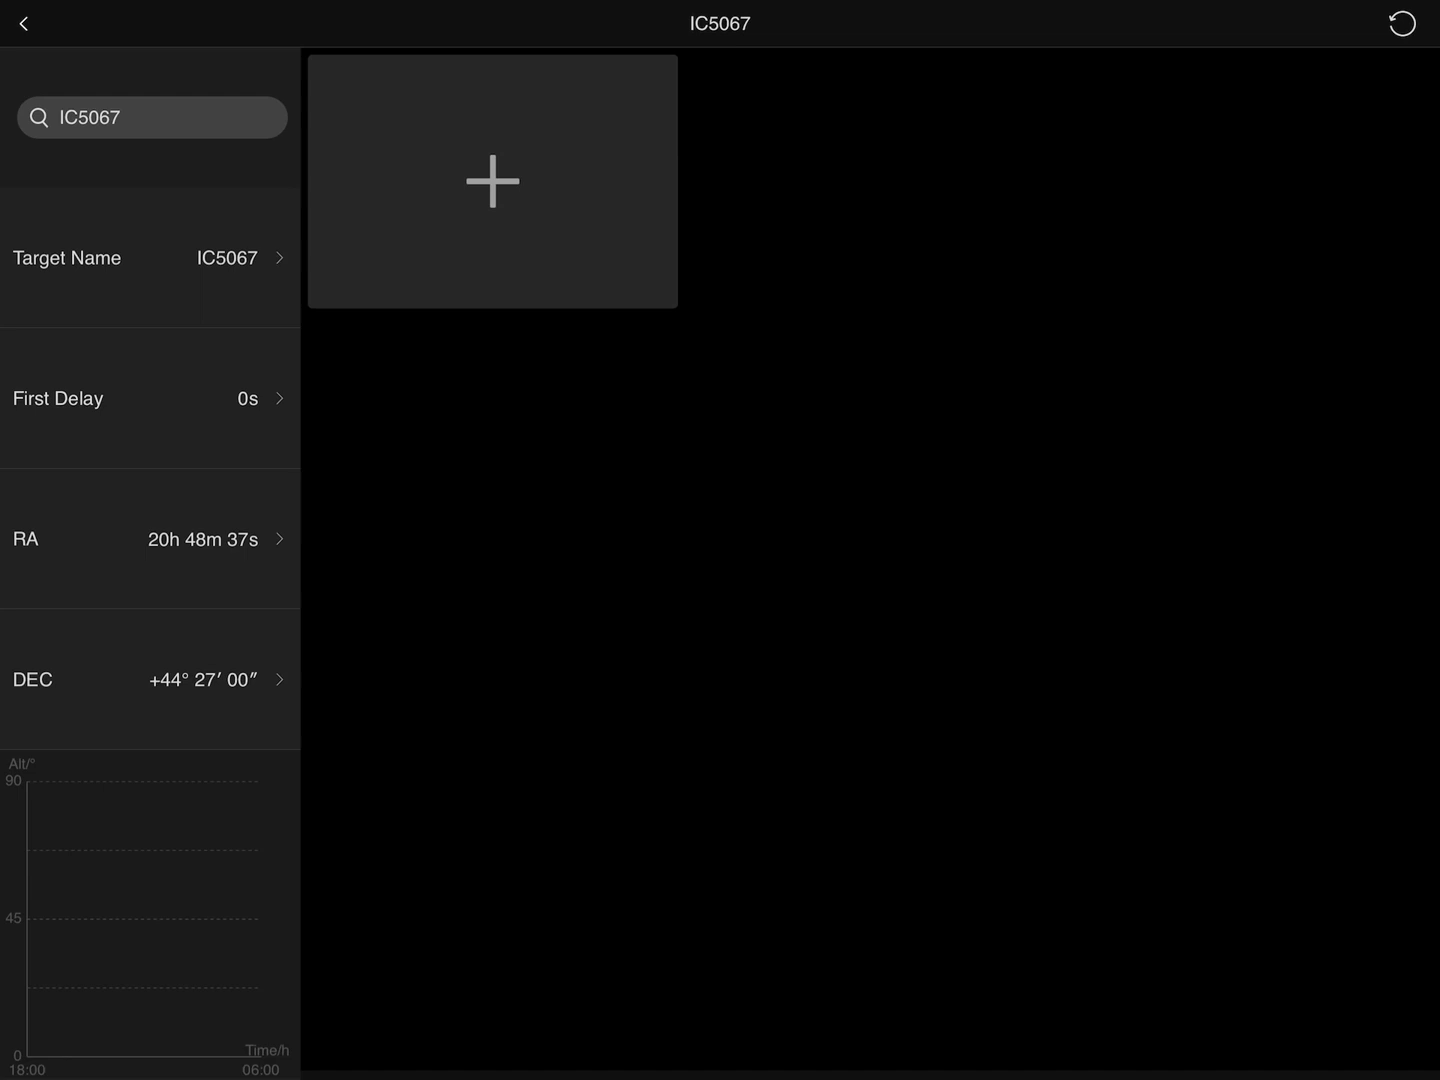 IC5067
IC5067
Target Name IC5067
First Delay 0s
RA 20h 48m 37s
DEC +44° 27′ 00″
Alt/°
90
45
0
Time/h
18:00 06:00